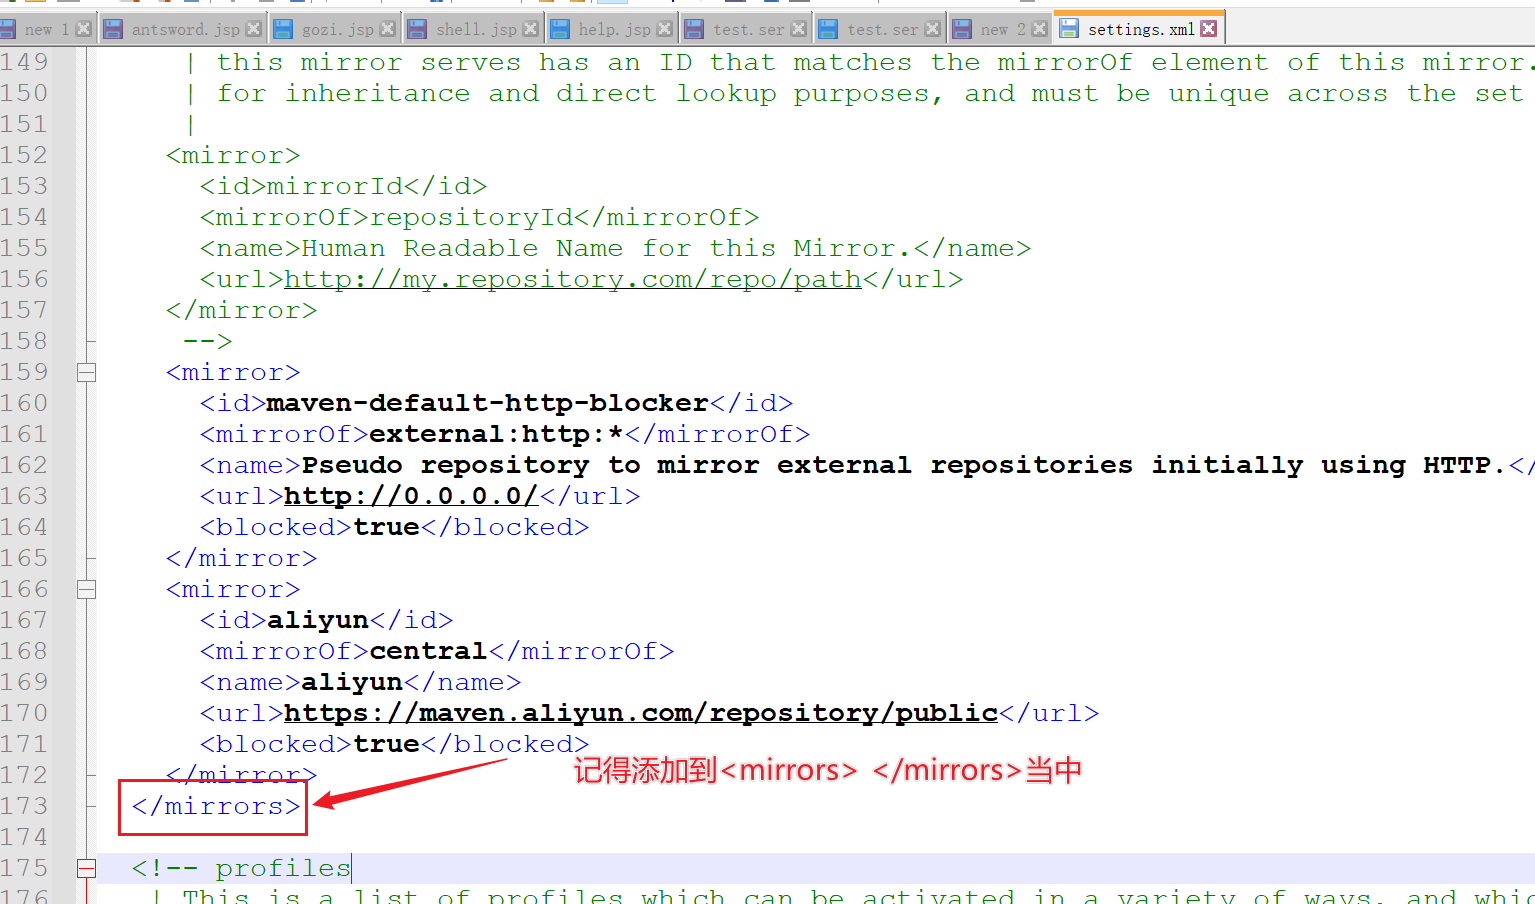 new 1 antsword.jsp gozi.jsp shell.jsp help.jsp test.ser test.ser new 2 settings.xml
149 | this mirror serves has an ID that matches the mirrorOf element of this mirror.
150 | for inheritance and direct lookup purposes, and must be unique across the set
151 |
152 <mirror>
153 <id>mirrorId</id>
154 <mirrorOf>repositoryId</mirrorOf>
155 <name>Human Readable Name for this Mirror.</name>
156 <url>http://my.repository.com/repo/path</url>
157 </mirror>
158 -->
159 <mirror>
160 <id>maven-default-http-blocker</id>
161 <mirrorOf>external:http:*</mirrorOf>
162 <name>Pseudo repository to mirror external repositories initially using HTTP.</
163 <url>http://0.0.0.0/</url>
164 <blocked>true</blocked>
165 </mirror>
166 <mirror>
167 <id>aliyun</id>
168 <mirrorOf>central</mirrorOf>
169 <name>aliyun</name>
170 <url>https://maven.aliyun.com/repository/public</url>
171 <blocked>true</blocked>
172 </mirror>
记得添加到<mirrors> </mirrors>当中
173 </mirrors>
174
175 <!-- profiles
176 | This is a list of profiles which can be activated in a variety of ways, and whic